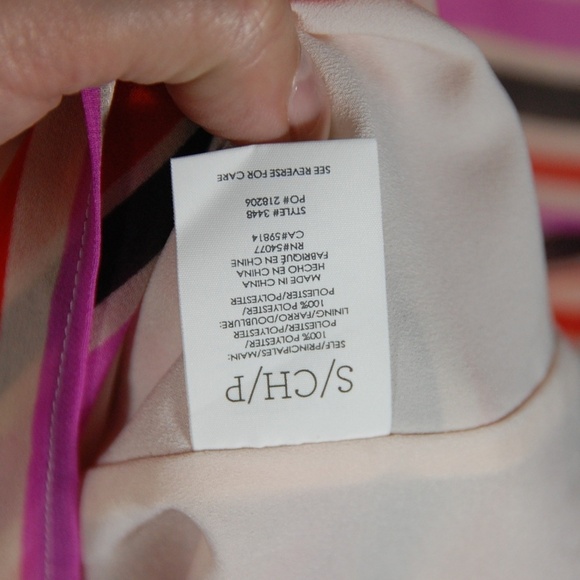 S/CH/P
SELF/PRINCIPALES/MAIN:
100% POLYESTER/
POLIESTER/POLYESTER
LINING/FARRO/DOUBLURE:
100% POLYESTER/
POLIESTER/POLYESTER
MADE IN CHINA
HECHO EN CHINA
FABRIQUÉ EN CHINE
RN#54077
CA#59814
STYLE# 3448
PO# 218206
SEE REVERSE FOR CARE